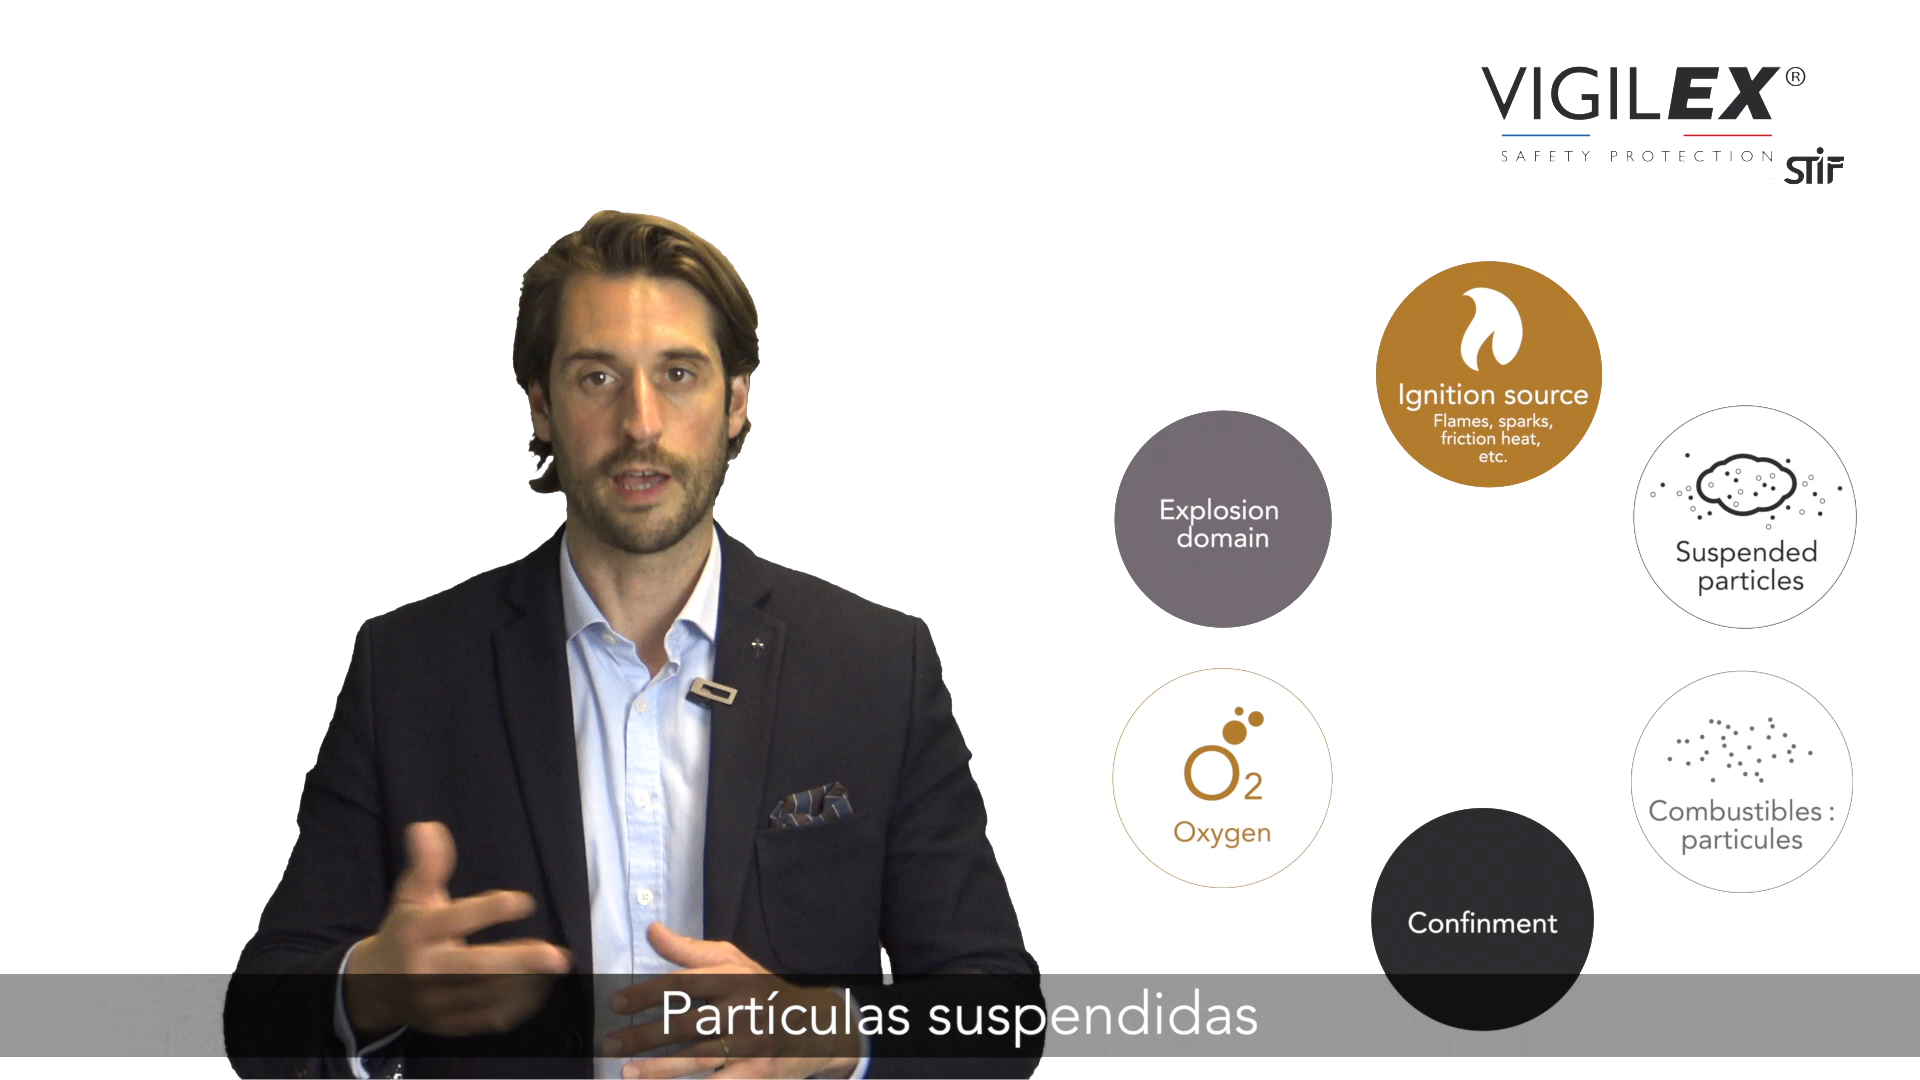 VIGILEX®
SAFETY PROTECTION
STIF
Ignition source
Flames, sparks,
friction heat,
etc.
Explosion
domain
Suspended
particles
O2
Oxygen
Combustibles :
particules
Confinment
Partículas suspendidas